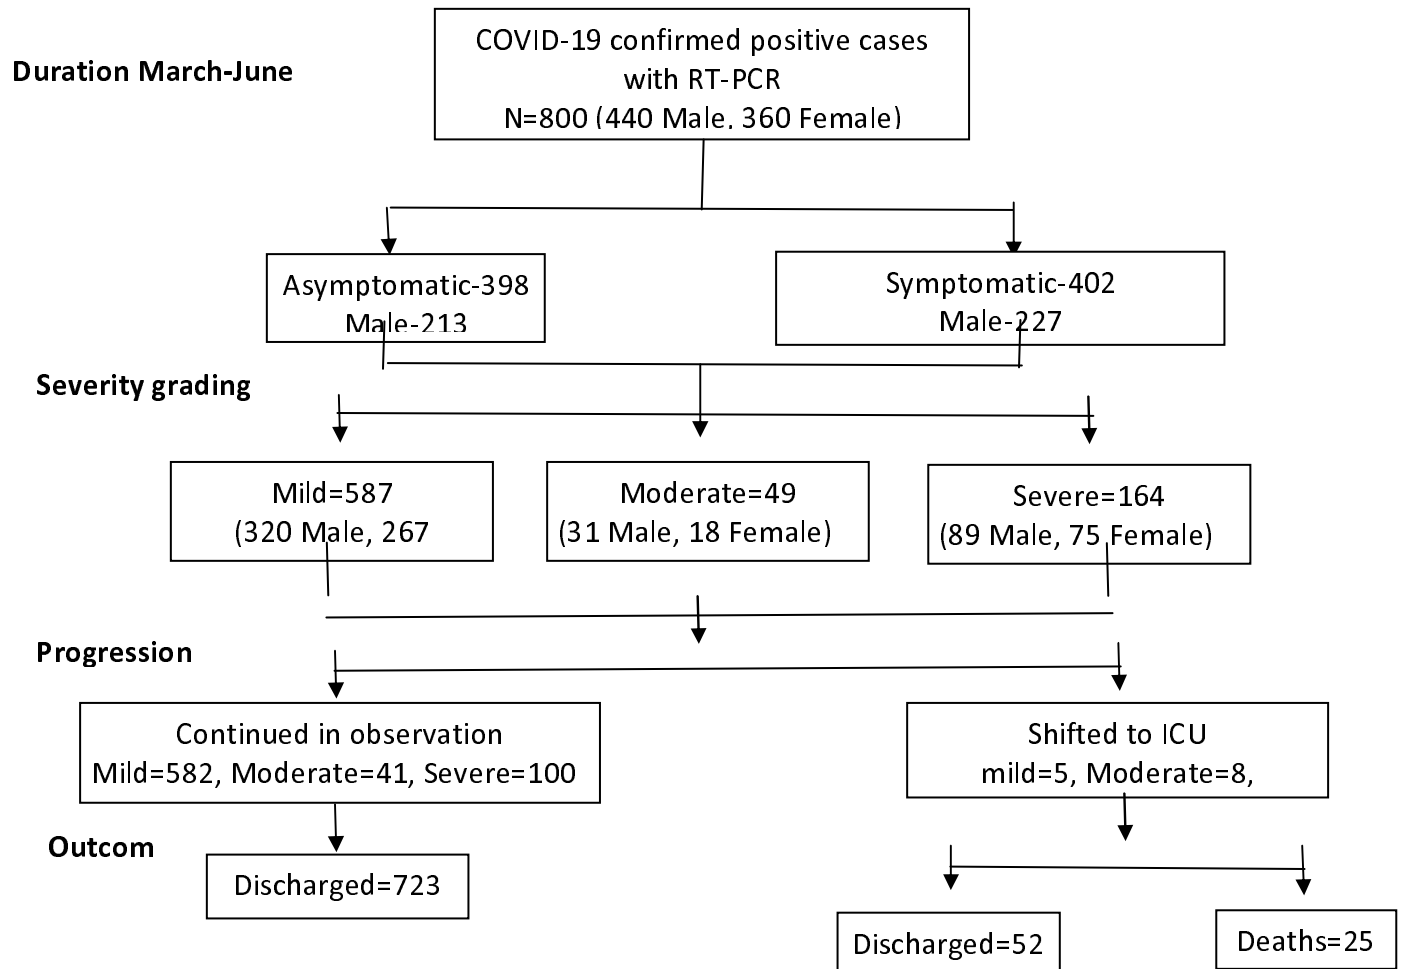 Duration March-June
COVID-19 confirmed positive cases
with RT-PCR
N=800 (440 Male, 360 Female)
Asymptomatic-398
Male-213
Symptomatic-402
Male-227
Severity grading
Mild=587
(320 Male, 267
Moderate=49
(31 Male, 18 Female)
Severe=164
(89 Male, 75 Female)
Progression
Continued in observation
Mild=582, Moderate=41, Severe=100
Shifted to ICU
mild=5, Moderate=8,
Outcom
Discharged=723
Discharged=52
Deaths=25